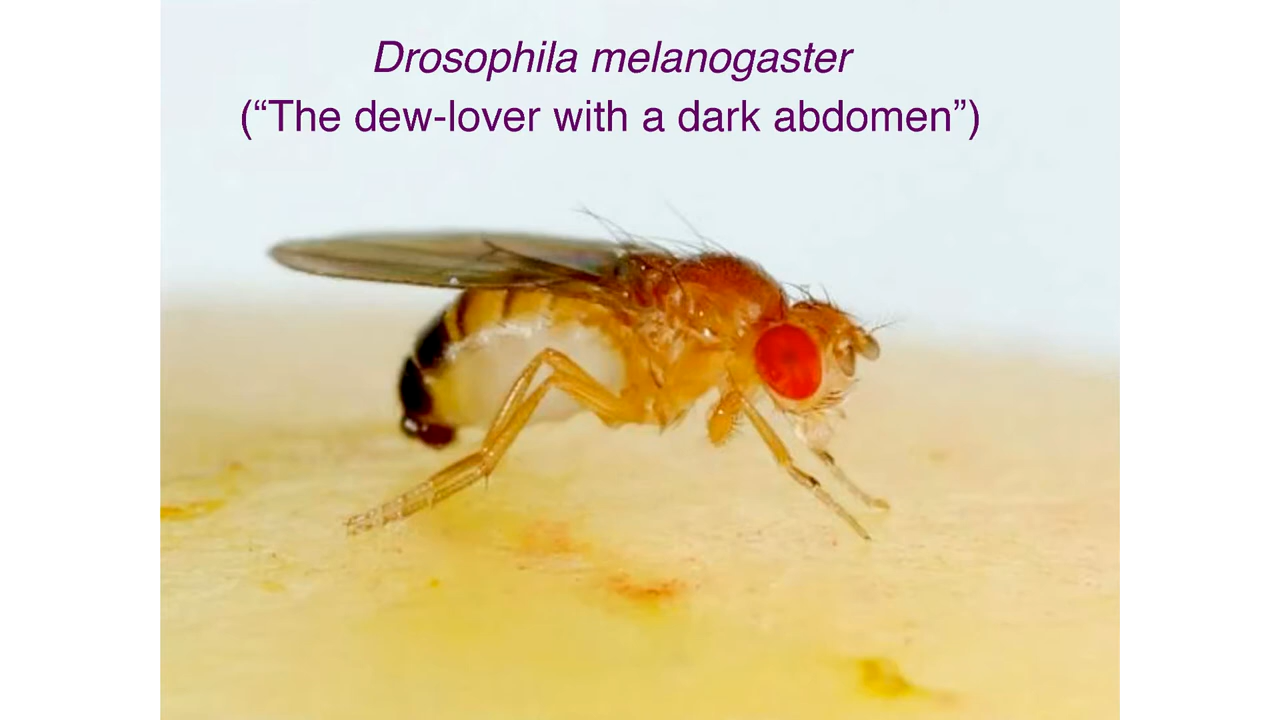 Drosophila melanogaster
(“The dew-lover with a dark abdomen”)